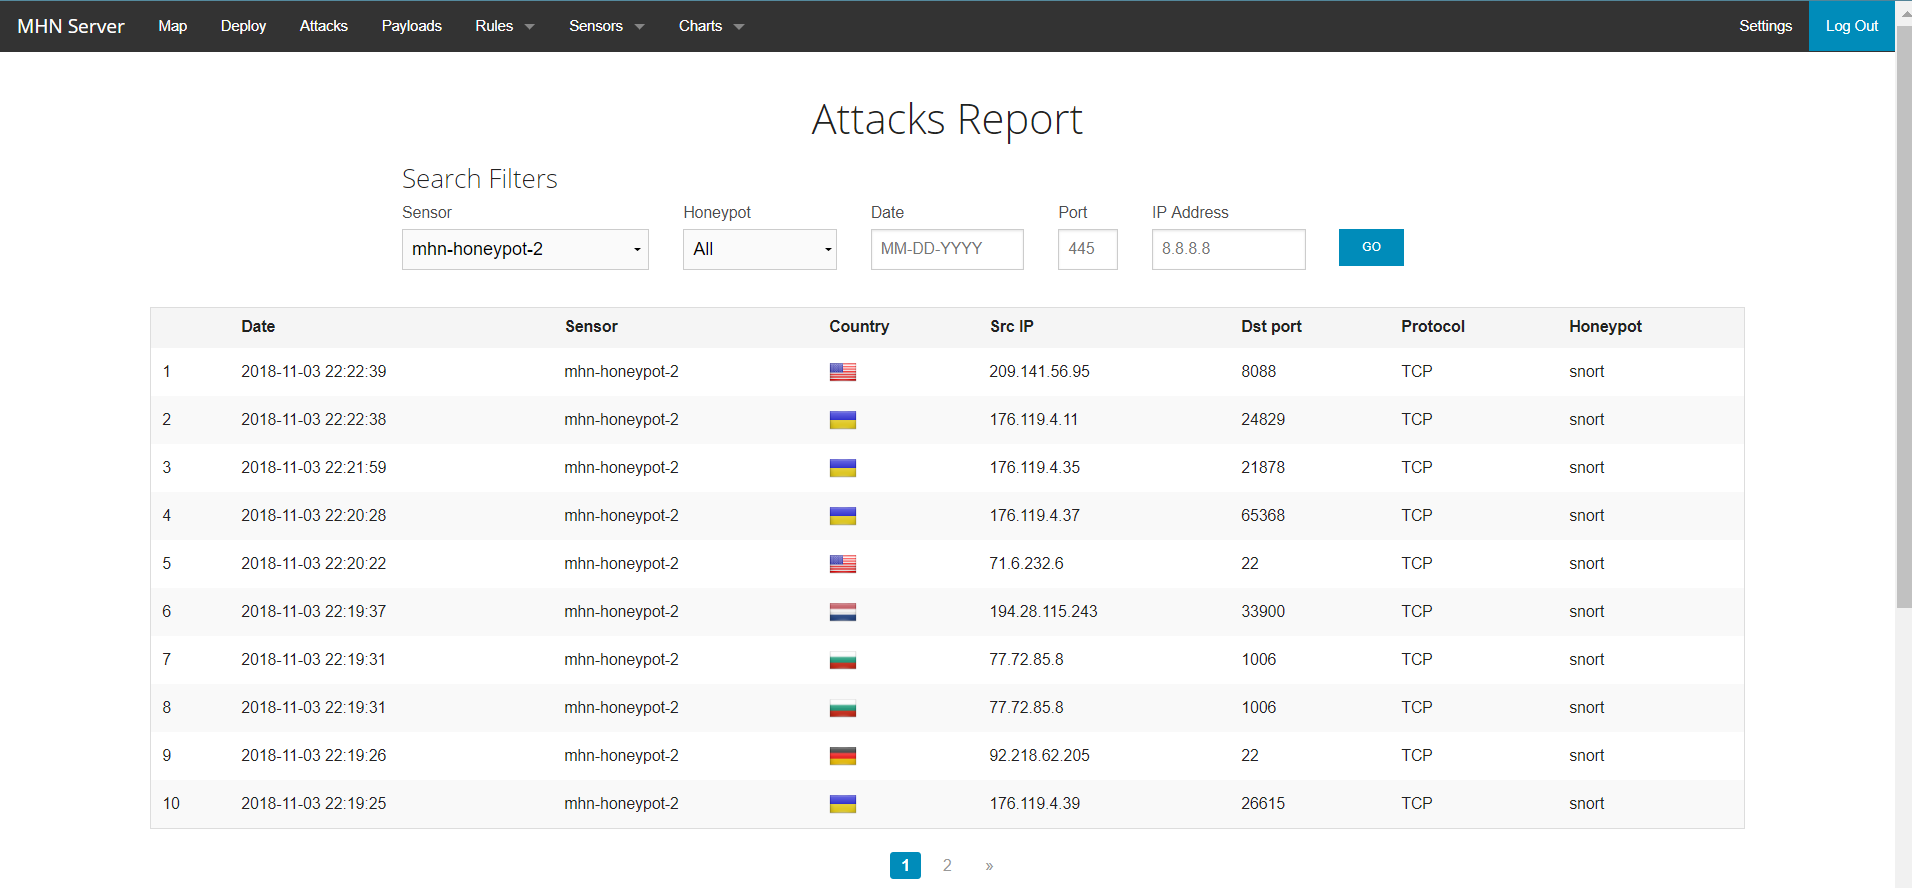 MHN Server Map Deploy Attacks Payloads Rules Sensors Charts Settings Log Out
Attacks Report
Search Filters
Sensor Honeypot Date Port IP Address
mhn-honeypot-2 All MM-DD-YYYY 445 8.8.8.8 GO
Date Sensor Country Src IP Dst port Protocol Honeypot
1 2018-11-03 22:22:39 mhn-honeypot-2 209.141.56.95 8088 TCP snort
2 2018-11-03 22:22:38 mhn-honeypot-2 176.119.4.11 24829 TCP snort
3 2018-11-03 22:21:59 mhn-honeypot-2 176.119.4.35 21878 TCP snort
4 2018-11-03 22:20:28 mhn-honeypot-2 176.119.4.37 65368 TCP snort
5 2018-11-03 22:20:22 mhn-honeypot-2 71.6.232.6 22 TCP snort
6 2018-11-03 22:19:37 mhn-honeypot-2 194.28.115.243 33900 TCP snort
7 2018-11-03 22:19:31 mhn-honeypot-2 77.72.85.8 1006 TCP snort
8 2018-11-03 22:19:31 mhn-honeypot-2 77.72.85.8 1006 TCP snort
9 2018-11-03 22:19:26 mhn-honeypot-2 92.218.62.205 22 TCP snort
10 2018-11-03 22:19:25 mhn-honeypot-2 176.119.4.39 26615 TCP snort
1 2 »